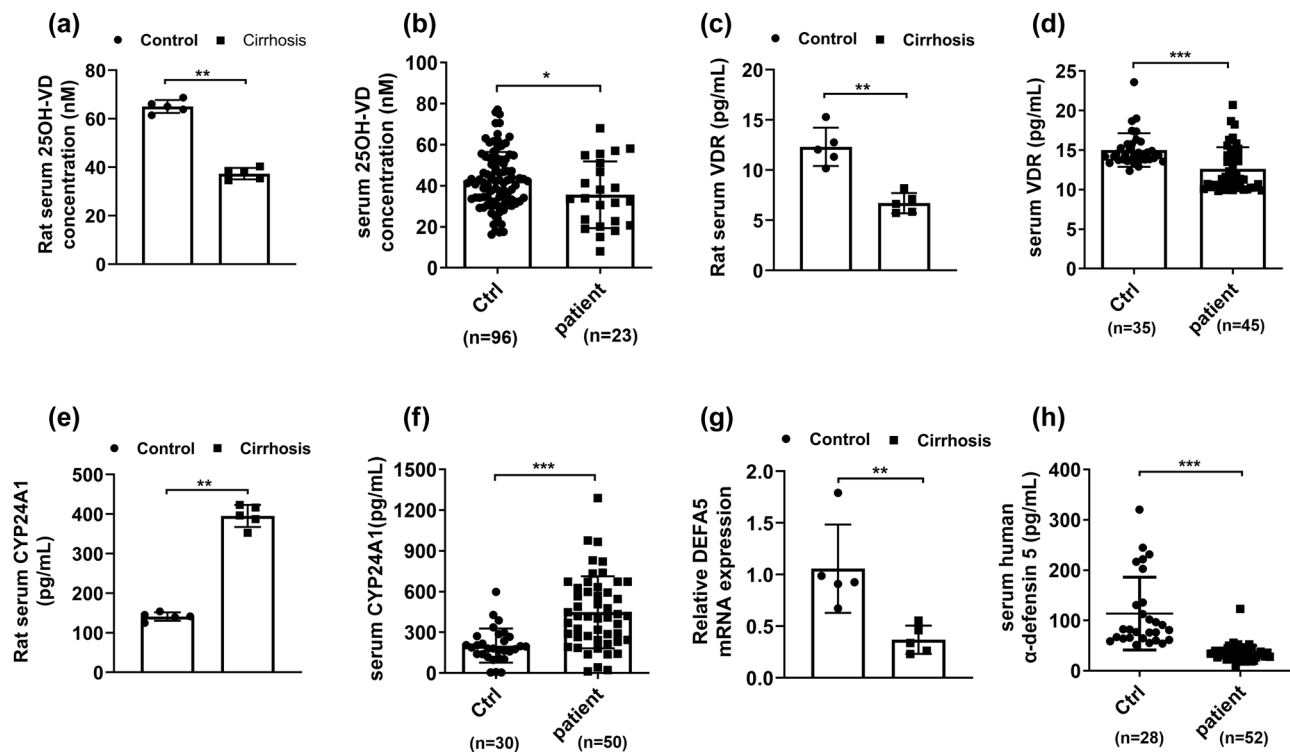 (a)
Control
Cirrhosis
Rat serum 25OH-VD
concentration (nM)
80
60
40
20
0
**
(b)
serum 25OH-VD
concentration (nM)
100
80
60
40
20
0
*
Ctrl
patient
(n=96)
(n=23)
(c)
Control
Cirrhosis
Rat serum VDR (pg/mL)
20
15
10
5
0
**
(d)
serum VDR (pg/mL)
25
20
15
10
5
0
***
Ctrl
patient
(n=35)
(n=45)
(e)
Control
Cirrhosis
Rat serum CYP24A1
(pg/mL)
500
400
300
200
100
0
**
(f)
serum CYP24A1(pg/mL)
1500
1200
900
600
300
0
***
Ctrl
patient
(n=30)
(n=50)
(g)
Control
Cirrhosis
Relative DEFA5
mRNA expression
2.0
1.5
1.0
0.5
0.0
**
(h)
serum human
α-defensin 5 (pg/mL)
400
300
200
100
0
***
Ctrl
patient
(n=28)
(n=52)